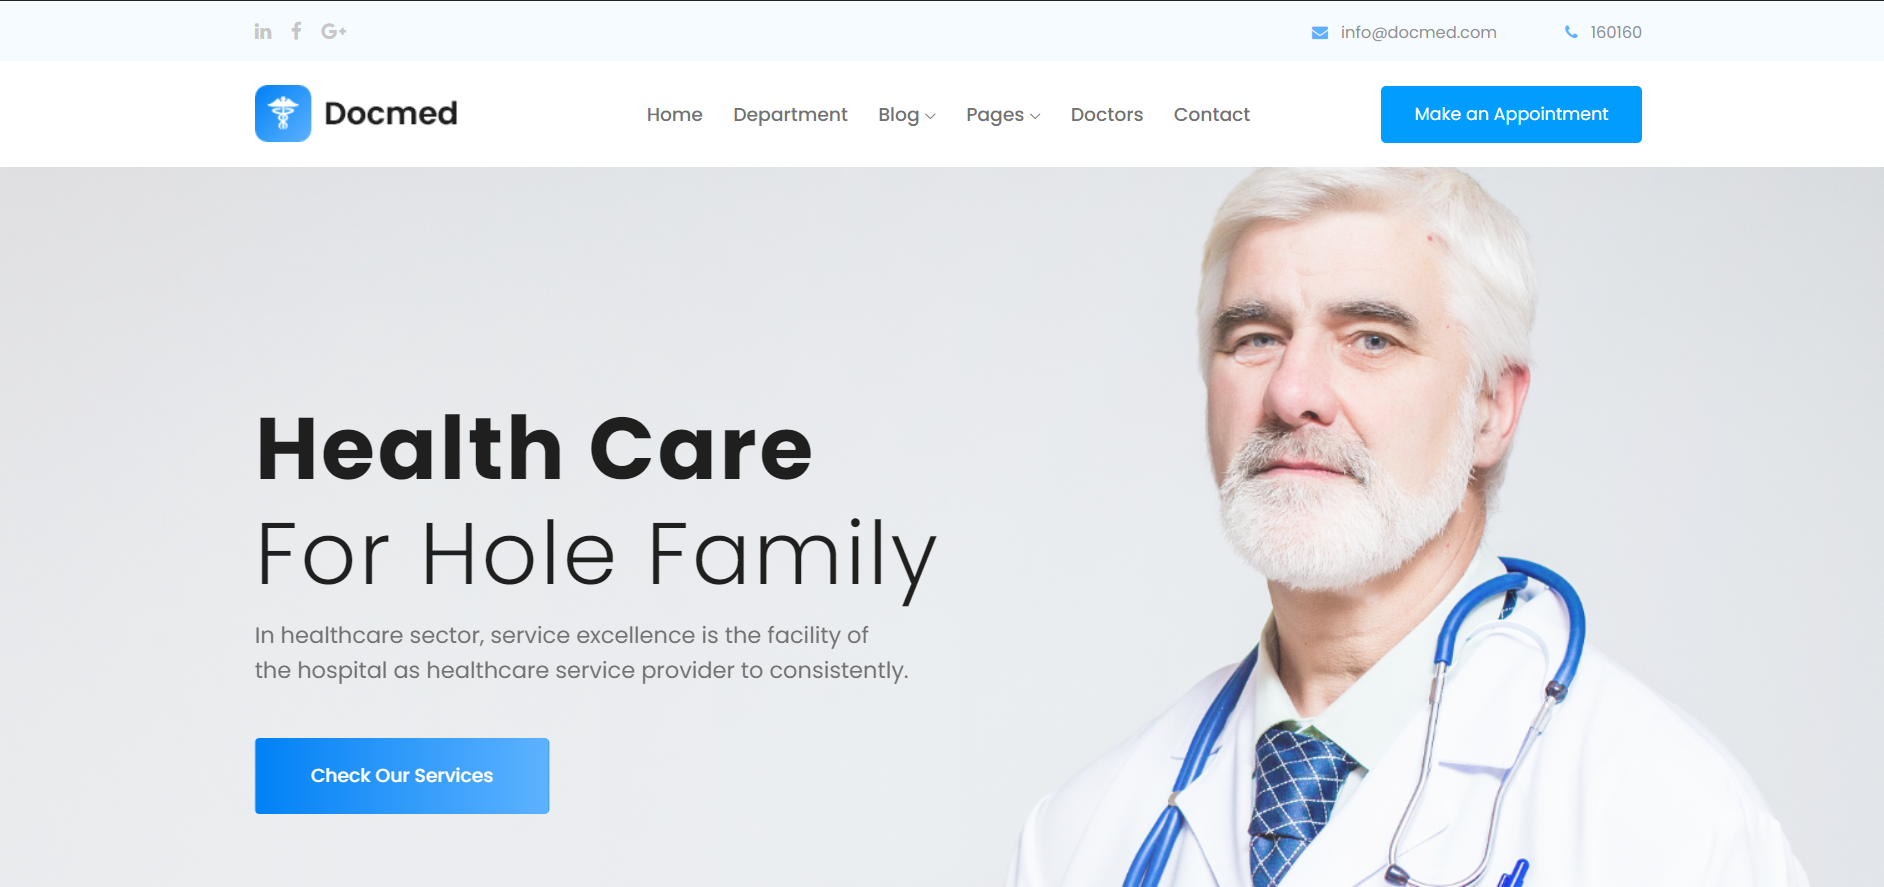 info@docmed.com 160160
Docmed
Home Department Blog Pages Doctors Contact
Make an Appointment
Health Care
For Hole Family
In healthcare sector, service excellence is the facility of
the hospital as healthcare service provider to consistently.
Check Our Services